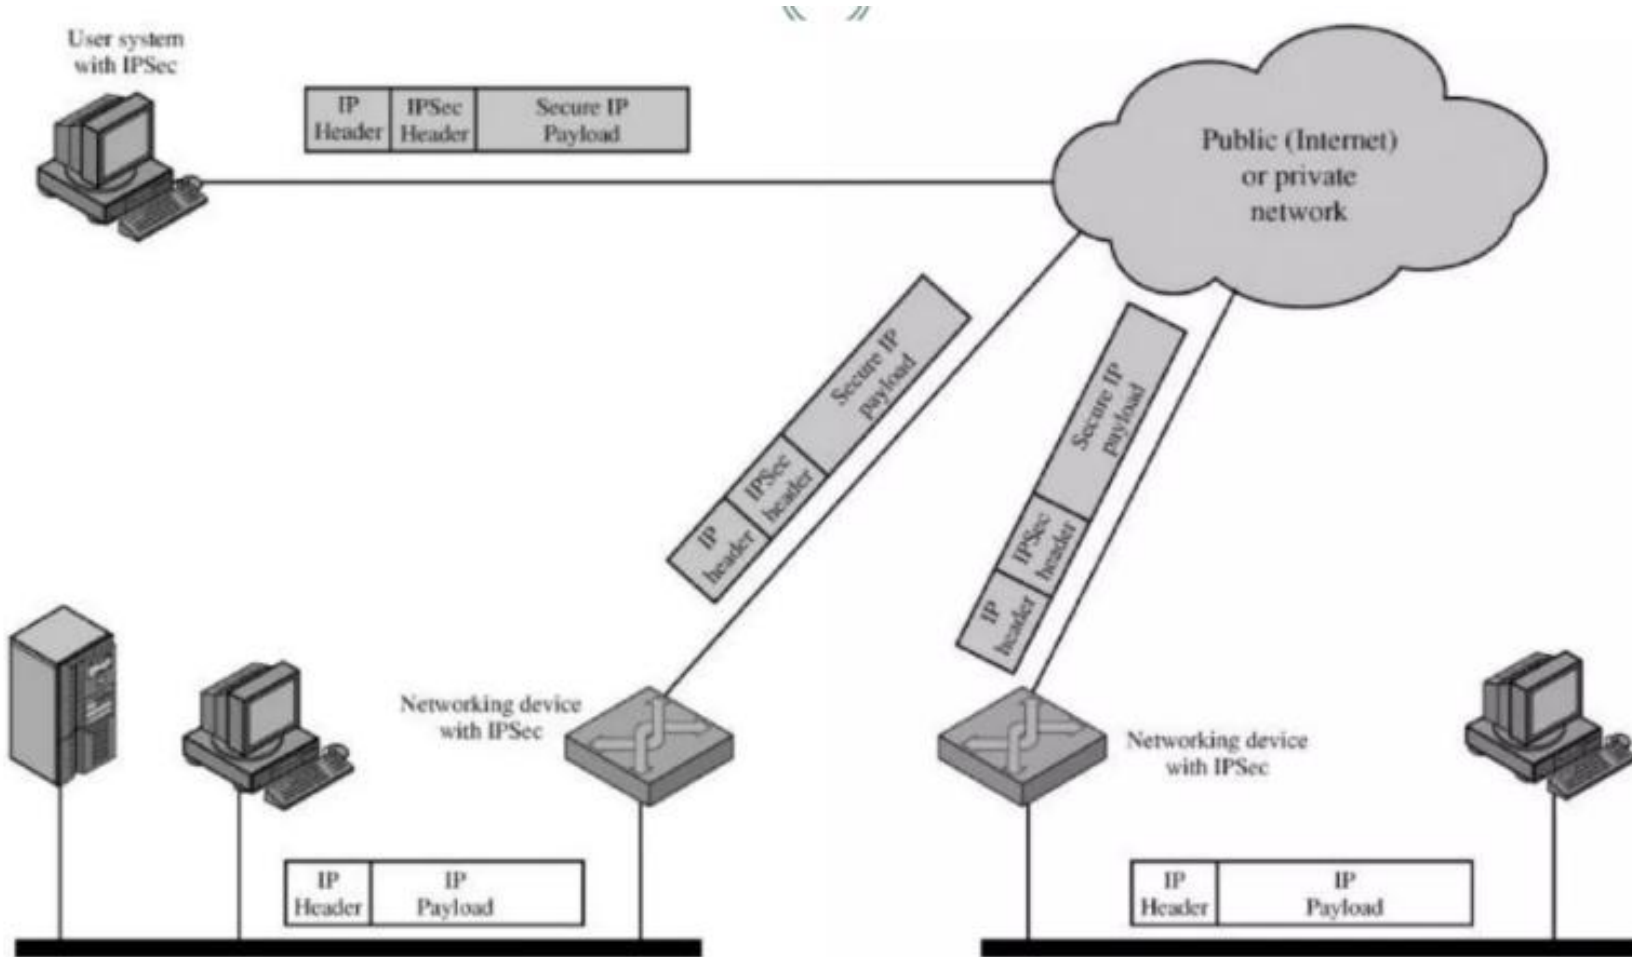 User system
with IPSec
IP
Header
IPSec
Header
Secure IP
Payload
Public (Internet)
or private
network
Secure IP
payload
IPSec
header
IP
header
Secure IP
payload
IPSec
header
IP
header
Networking device
with IPSec
Networking device
with IPSec
IP
Header
IP
Payload
IP
Header
IP
Payload